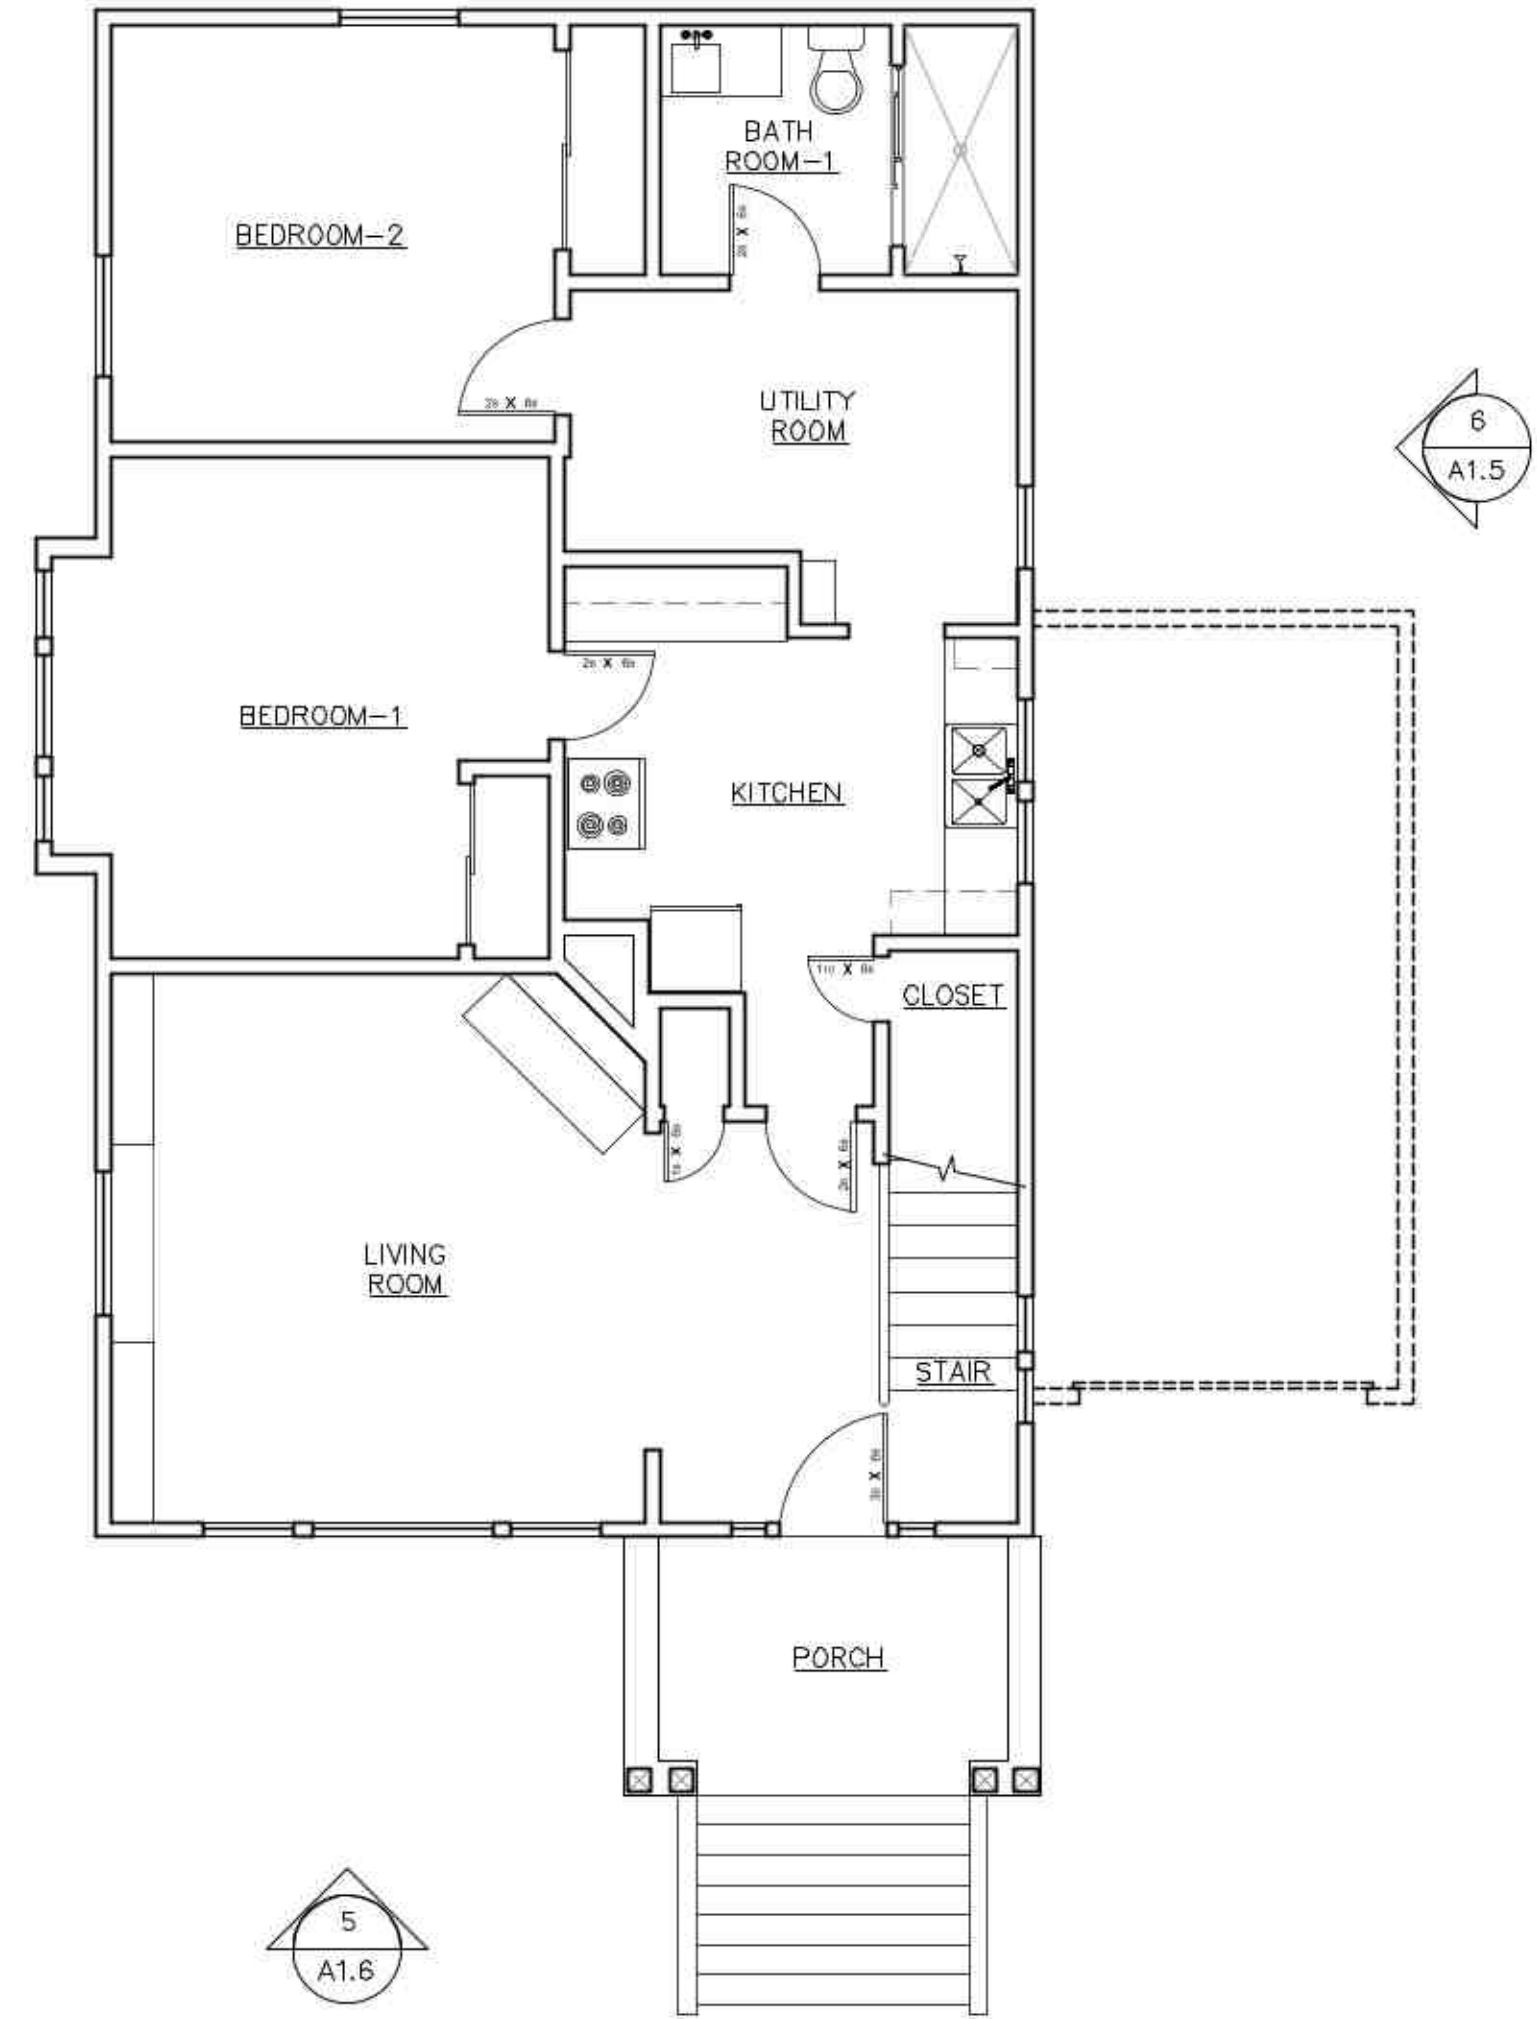 BATH
ROOM-1
BEDROOM-2
UTILITY
ROOM
6
A1.5
BEDROOM-1
KITCHEN
CLOSET
LIVING
ROOM
STAIR
PORCH
5
A1.6